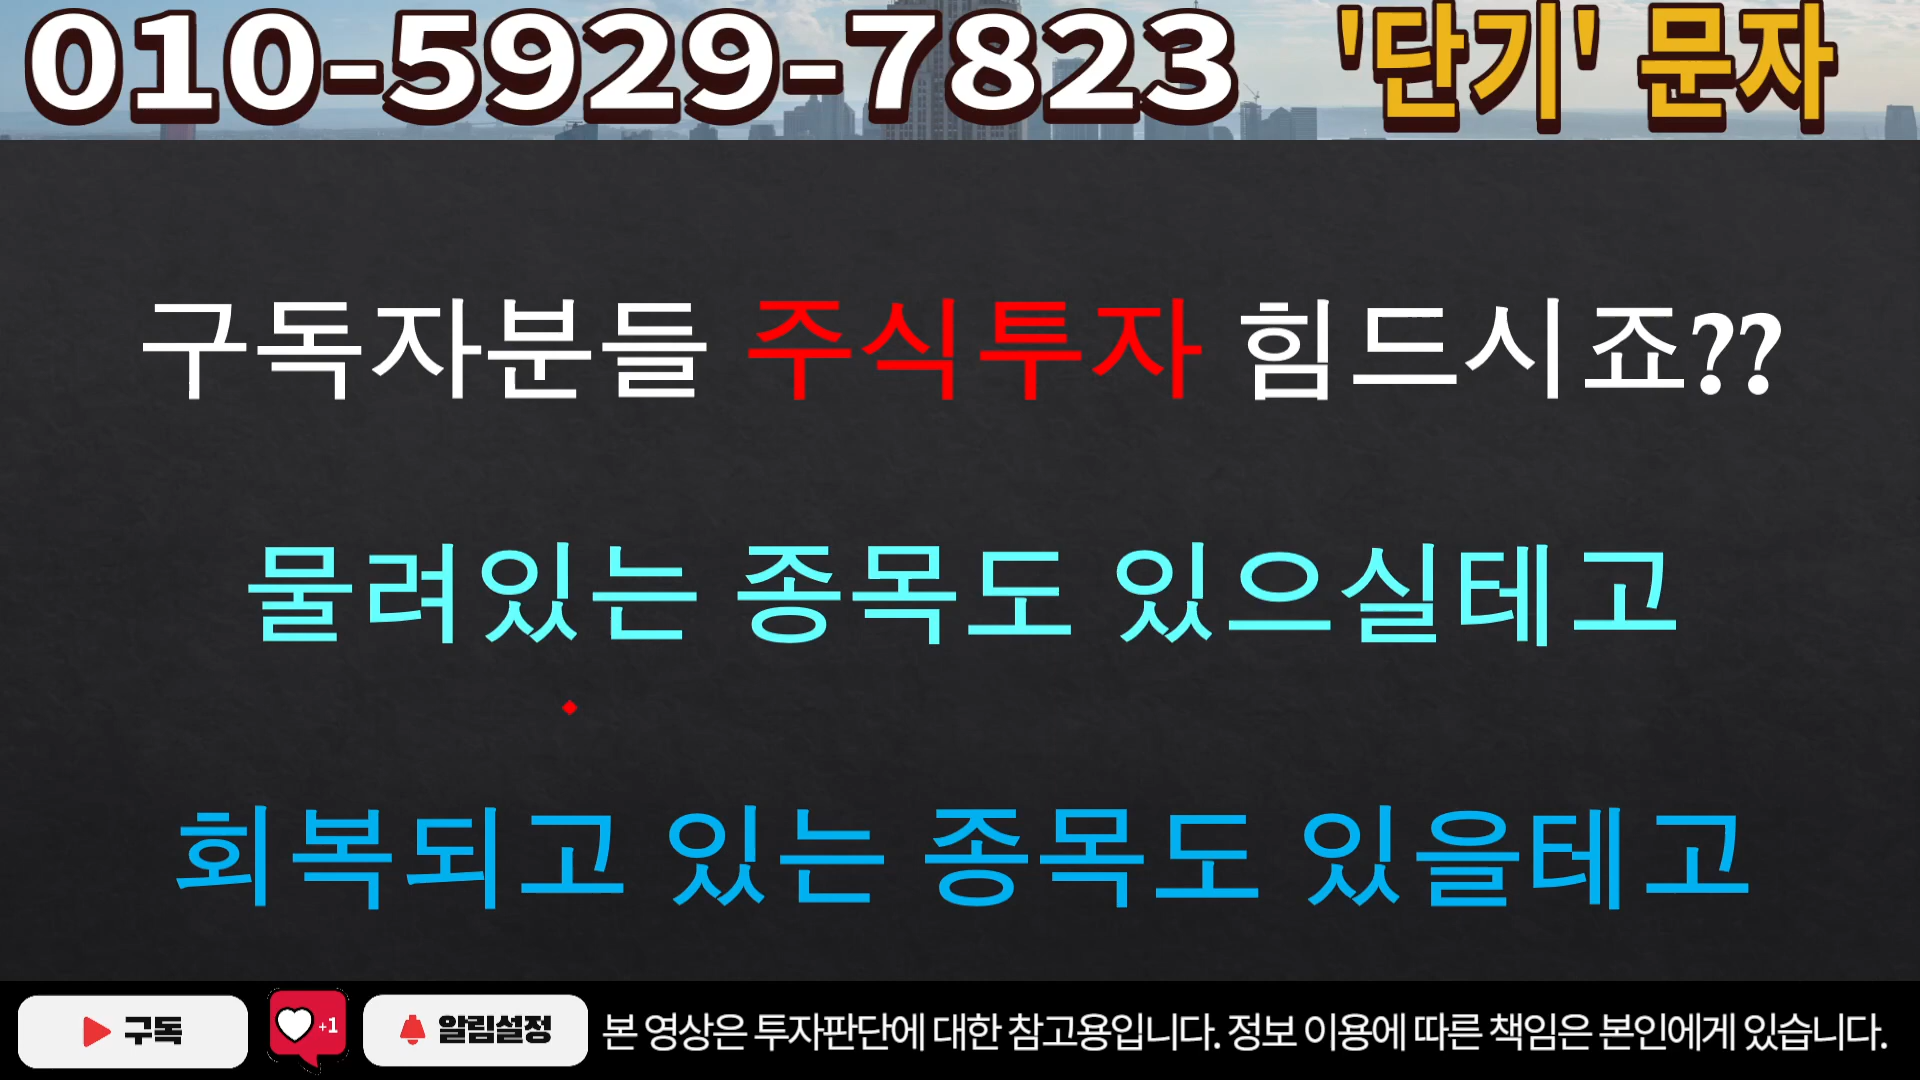 010-5929-7823 '단기' 문자
구독자분들 주식투자 힘드시죠??
물려있는 종목도 있으실테고
회복되고 있는 종목도 있을테고
구독 +1 알림설정 본 영상은 투자판단에 대한 참고용입니다. 정보 이용에 따른 책임은 본인에게 있습니다.